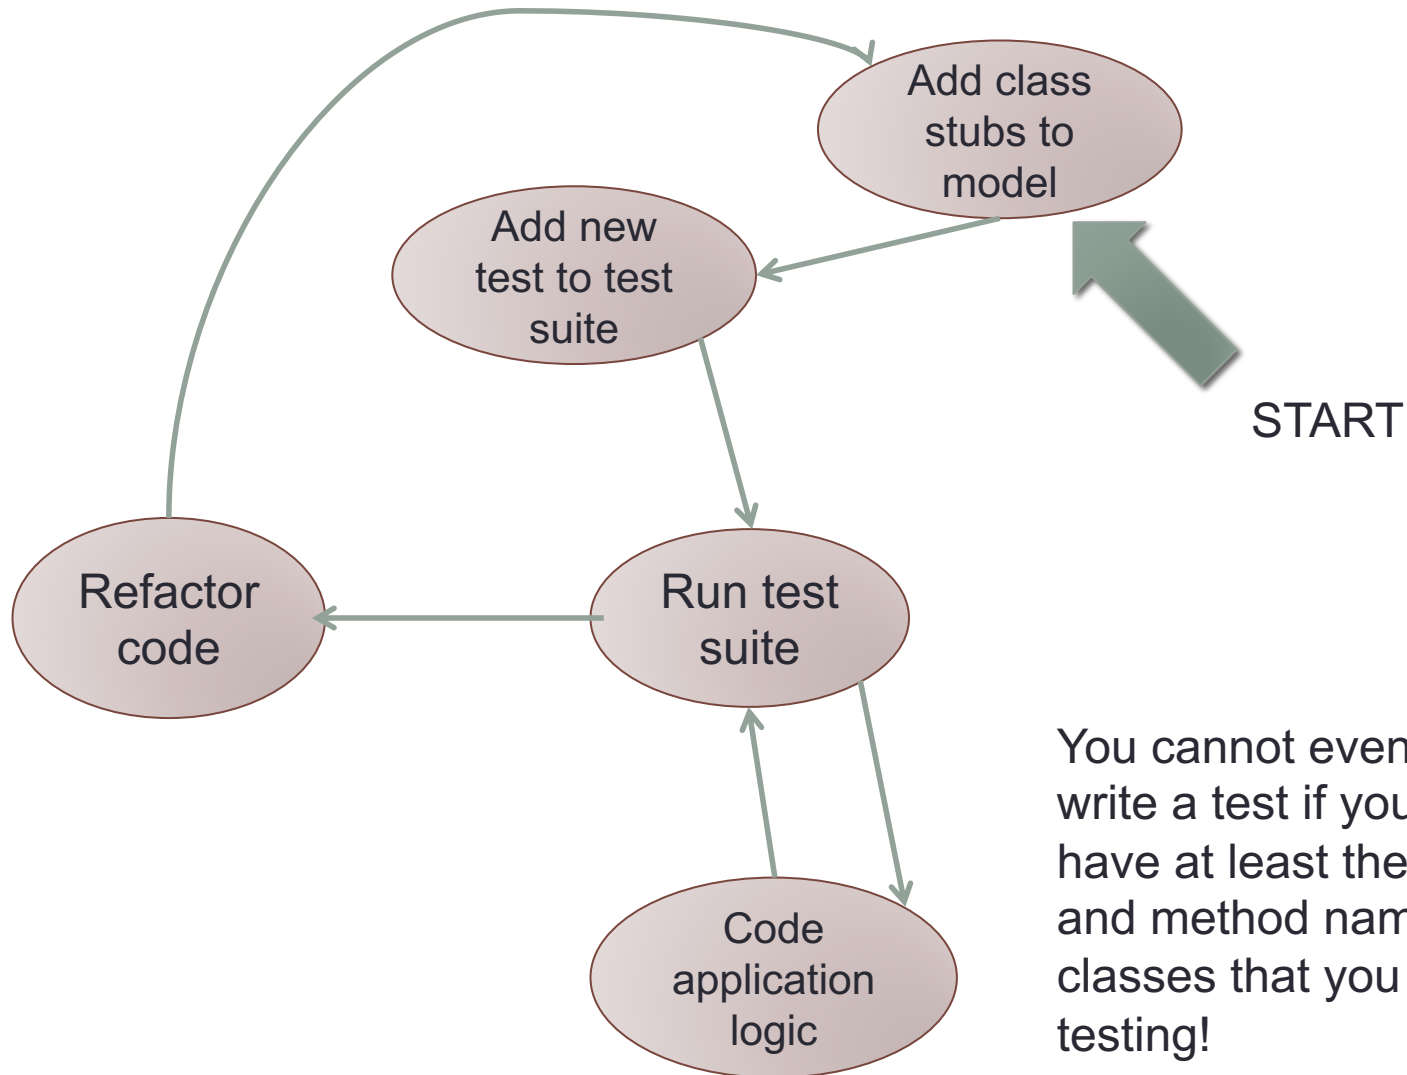 Add class
stubs to
model
Add new
test to test
suite
START
Refactor
code
Run test
suite
You cannot even
write a test if you
have at least the
and method nam
classes that you
testing!
Code
application
logic